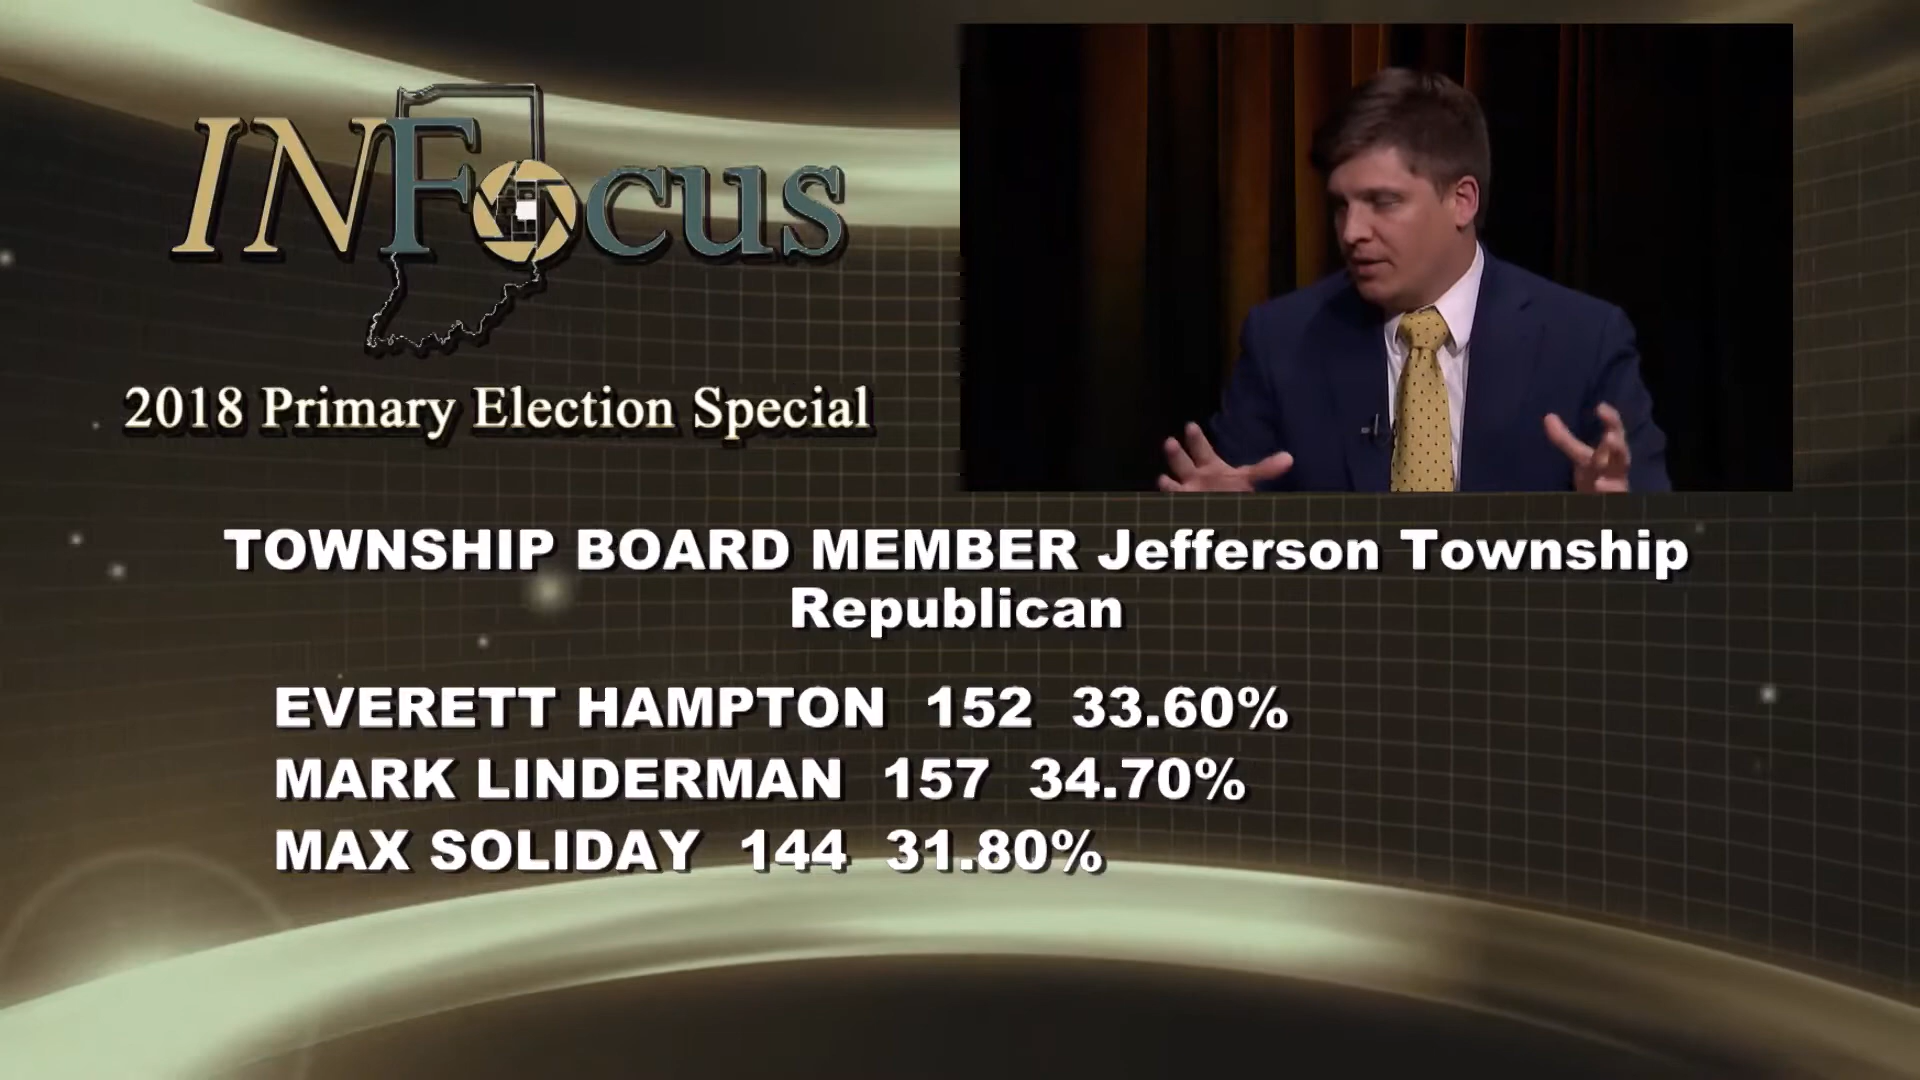 INFocus
2018 Primary Election Special
TOWNSHIP BOARD MEMBER Jefferson Township
Republican
EVERETT HAMPTON 152 33.60%
MARK LINDERMAN 157 34.70%
MAX SOLIDAY 144 31.80%